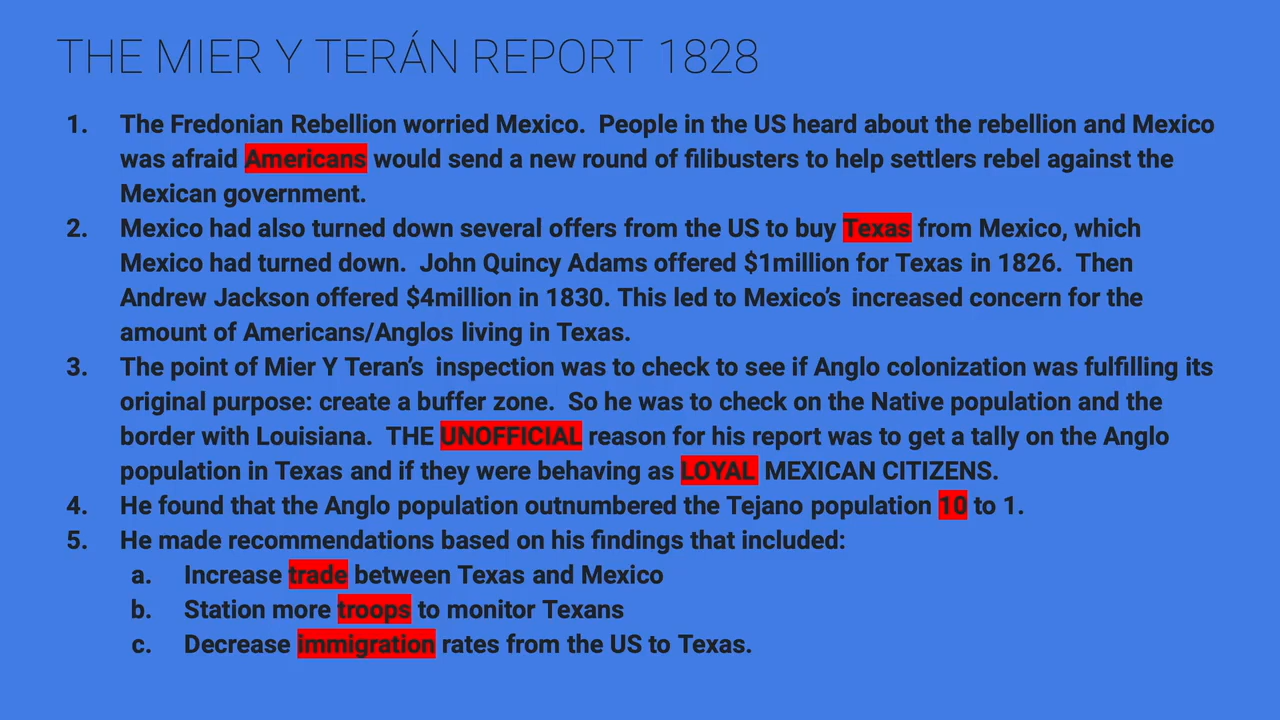 THE MIER Y TERÁN REPORT 1828
1. The Fredonian Rebellion worried Mexico.  People in the US heard about the rebellion and Mexico
was afraid Americans would send a new round of filibusters to help settlers rebel against the
Mexican government.
2. Mexico had also turned down several offers from the US to buy Texas from Mexico, which
Mexico had turned down.  John Quincy Adams offered $1million for Texas in 1826.  Then
Andrew Jackson offered $4million in 1830. This led to Mexico's  increased concern for the
amount of Americans/Anglos living in Texas.
3. The point of Mier Y Teran's  inspection was to check to see if Anglo colonization was fulfilling its
original purpose: create a buffer zone.  So he was to check on the Native population and the
border with Louisiana.  THE UNOFFICIAL reason for his report was to get a tally on the Anglo
population in Texas and if they were behaving as LOYAL MEXICAN CITIZENS.
4. He found that the Anglo population outnumbered the Tejano population 10 to 1.
5. He made recommendations based on his findings that included:
a. Increase trade between Texas and Mexico
b. Station more troops to monitor Texans
c. Decrease immigration rates from the US to Texas.